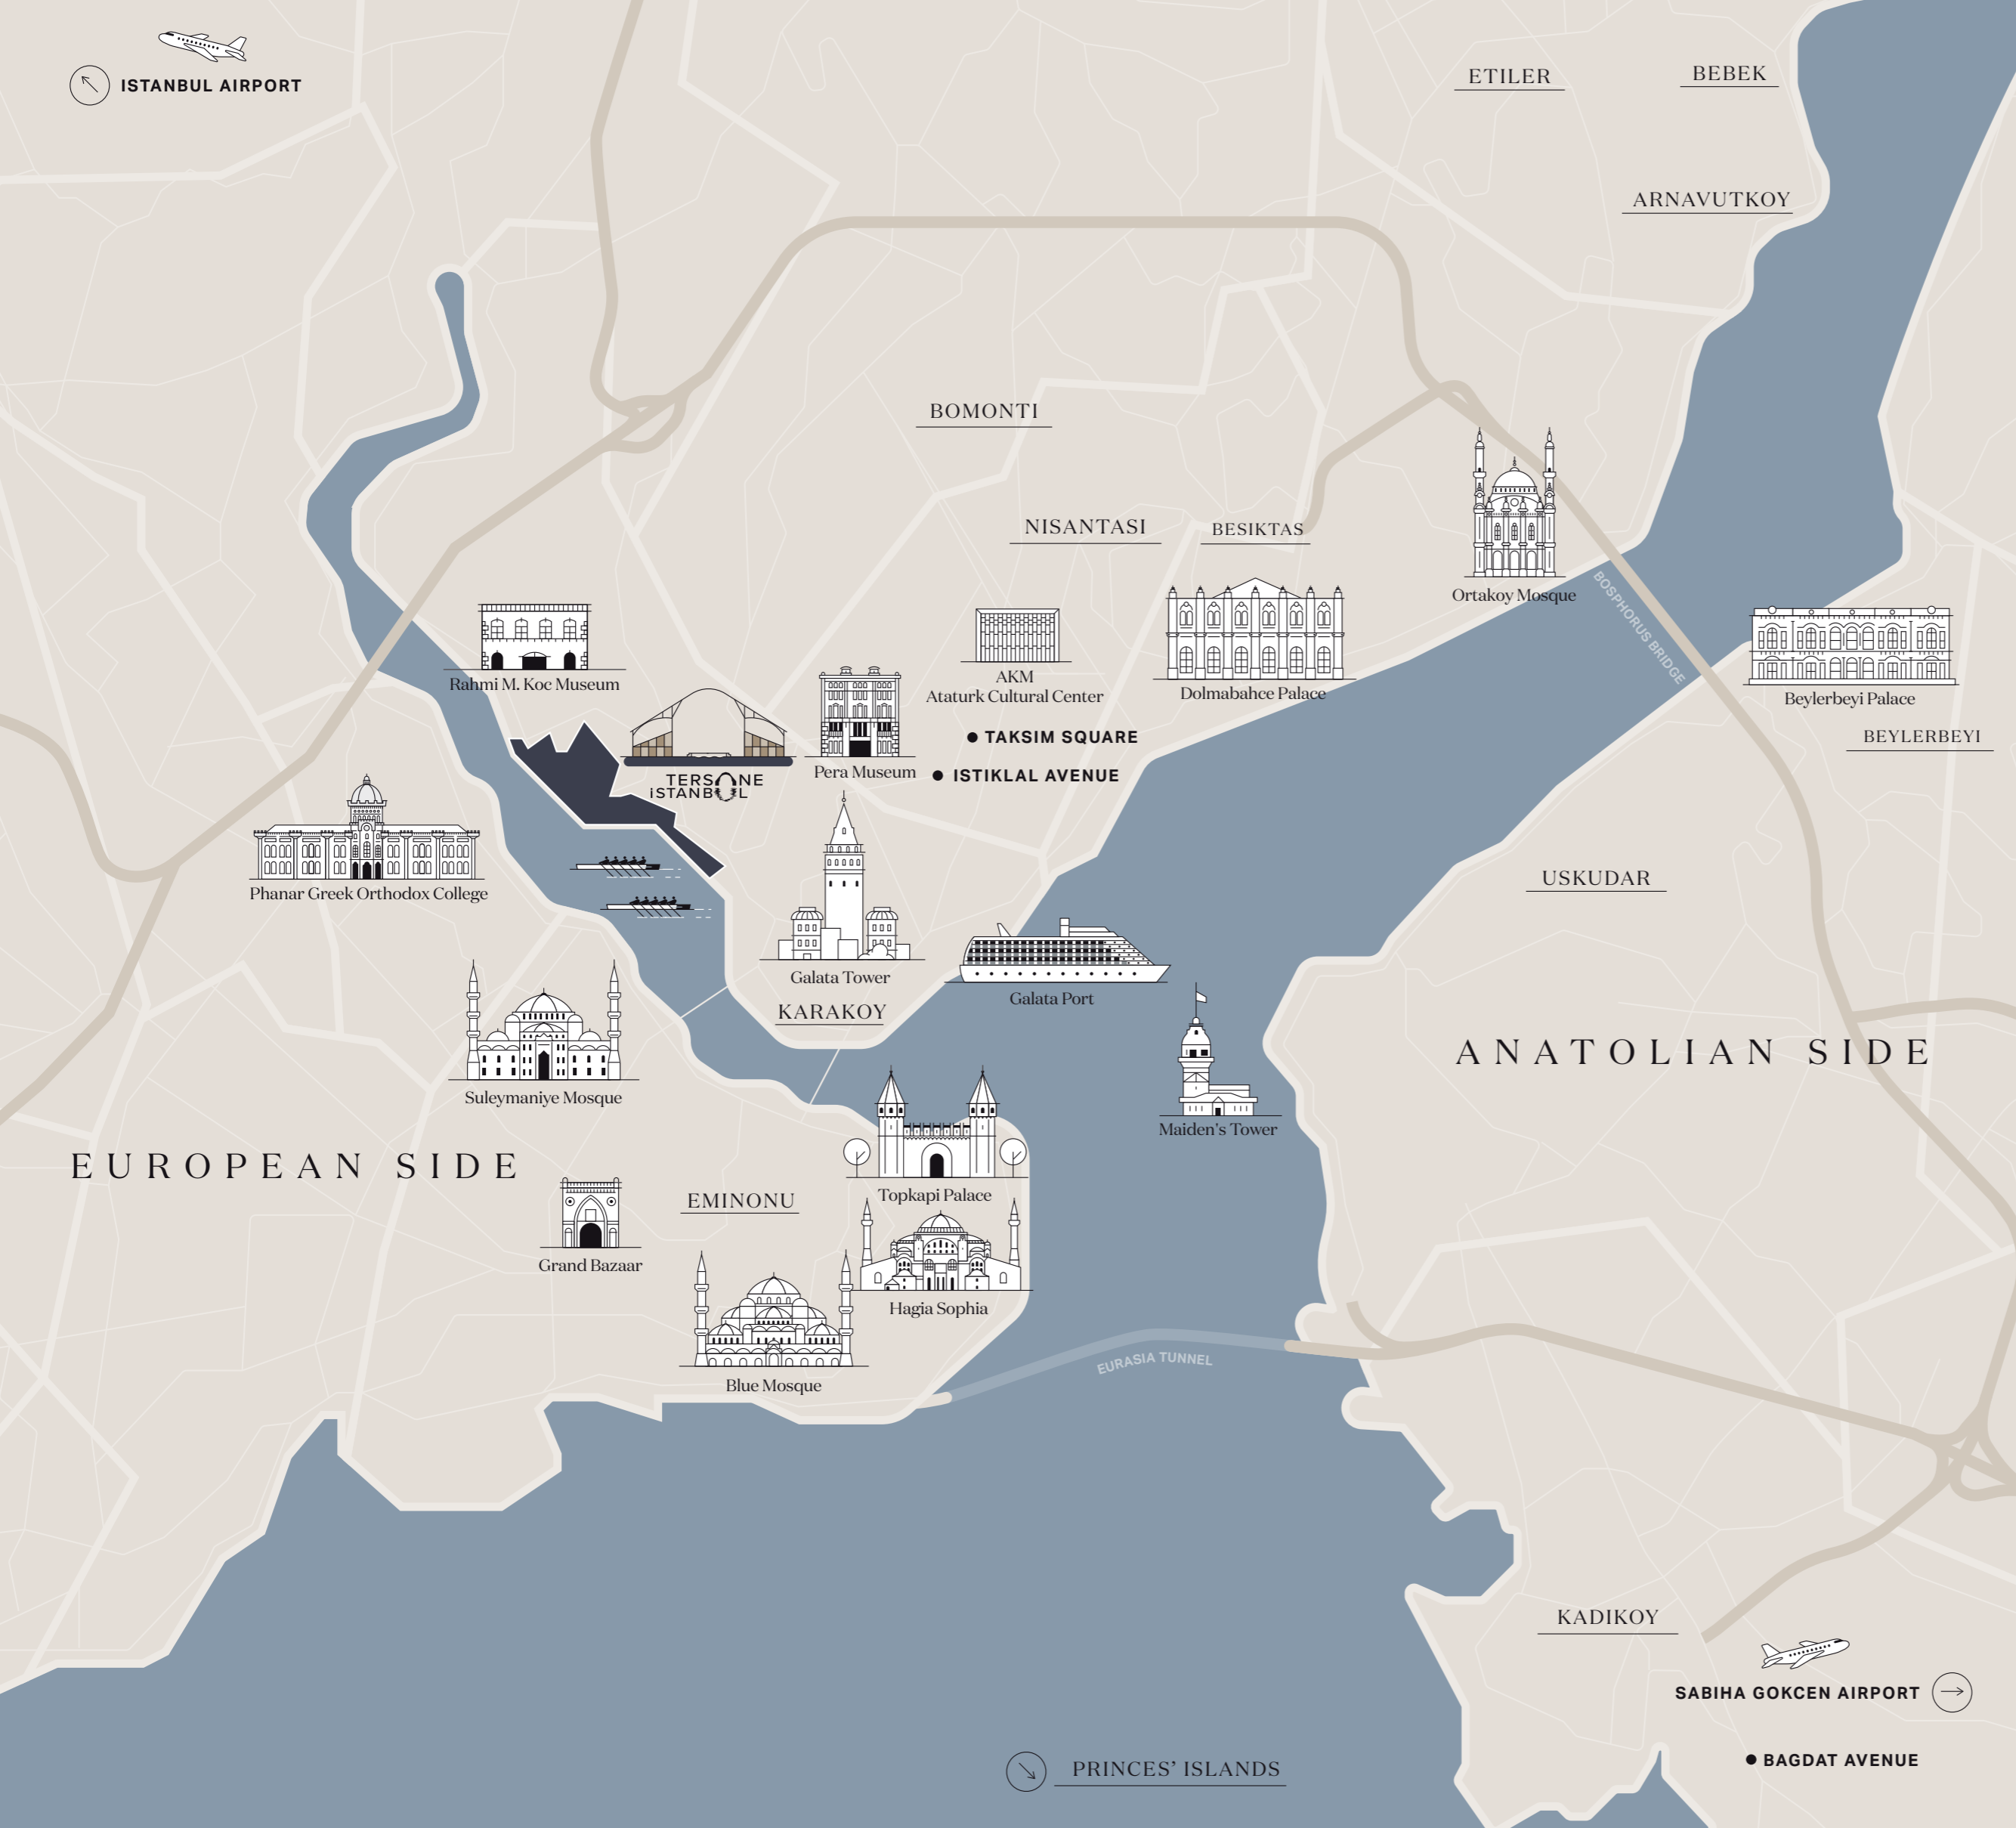 ISTANBUL AIRPORT
ETILER
BEBEK
ARNAVUTKOY
BOMONTI
NISANTASI
BESIKTAS
Ortakoy Mosque
BOSPHORUS BRIDGE
Rahmi M. Koc Museum
AKM
Ataturk Cultural Center
Dolmabahce Palace
Beylerbeyi Palace
BEYLERBEYI
TAKSIM SQUARE
ISTIKLAL AVENUE
Pera Museum
TERSANE
iSTANBUL
Phanar Greek Orthodox College
USKUDAR
Galata Tower
KARAKOY
Galata Port
ANATOLIAN SIDE
Suleymaniye Mosque
Maiden's Tower
EUROPEAN SIDE
EMINONU
Topkapi Palace
Grand Bazaar
Hagia Sophia
Blue Mosque
EURASIA TUNNEL
KADIKOY
SABIHA GOKCEN AIRPORT
BAGDAT AVENUE
PRINCES’ ISLANDS